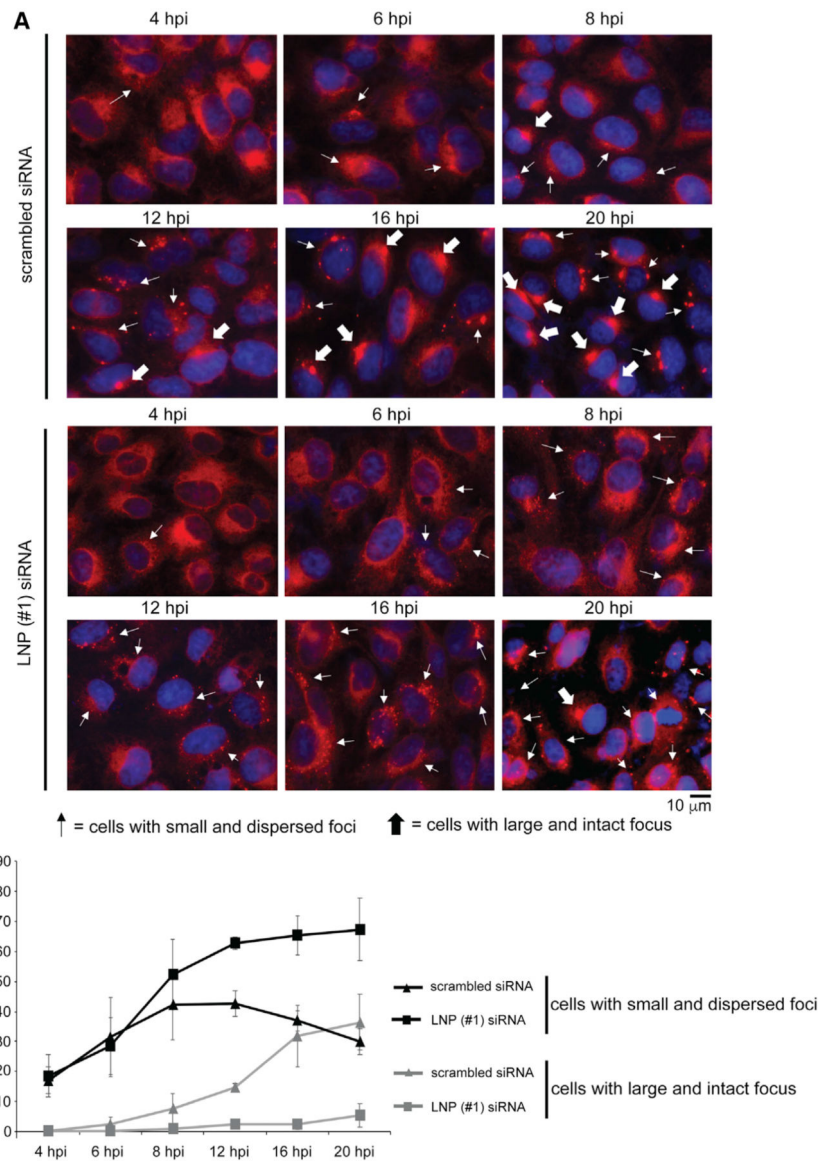 A
4 hpi 6 hpi 8 hpi
scrambled siRNA
12 hpi 16 hpi 20 hpi
4 hpi 6 hpi 8 hpi
LNP (#1) siRNA
12 hpi 16 hpi 20 hpi
10 μm
= cells with small and dispersed foci = cells with large and intact focus
90
80
70
60
50
40
30
20
10
0
4 hpi 6 hpi 8 hpi 12 hpi 16 hpi 20 hpi
scrambled siRNA
cells with small and dispersed foci
LNP (#1) siRNA
scrambled siRNA
cells with large and intact focus
LNP (#1) siRNA